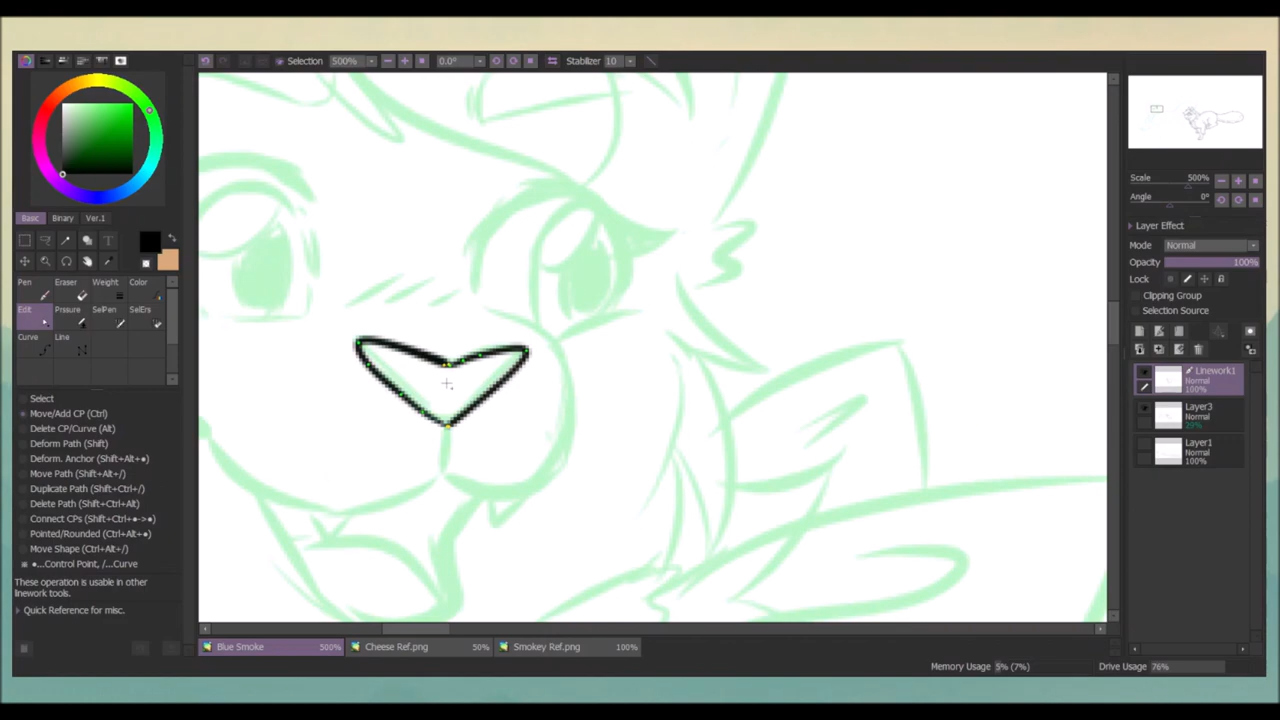 Selection 500% 0.0° Stabilizer 10
Basic Binary Ver.1
Pen Eraser Weight Color
Edit Prssure SelPen SelErs
Curve Line
Select
Move/Add CP (Ctrl)
Delete CP/Curve (Alt)
Deform Path (Shift)
Deform. Anchor (Shift+Alt+●)
Move Path (Shift+Alt+/)
Duplicate Path (Shift+Ctrl+/)
Delete Path (Shift+Ctrl+Alt)
Connect CPs (Shift+Ctrl+●->●)
Pointed/Rounded (Ctrl+Alt+●)
Move Shape (Ctrl+Alt+/)
●...Control Point, /...Curve
These operation is usable in other
linework tools.
Quick Reference for misc.
Scale 500%
Angle 0°
Layer Effect
Mode Normal
Opacity 100%
Lock
Clipping Group
Selection Source
Linework1
Normal
100%
Layer3
Normal
29%
Layer1
Normal
100%
Blue Smoke 500% Cheese Ref.png 50% Smokey Ref.png 100%
Memory Usage 5% (7%) Drive Usage 76%